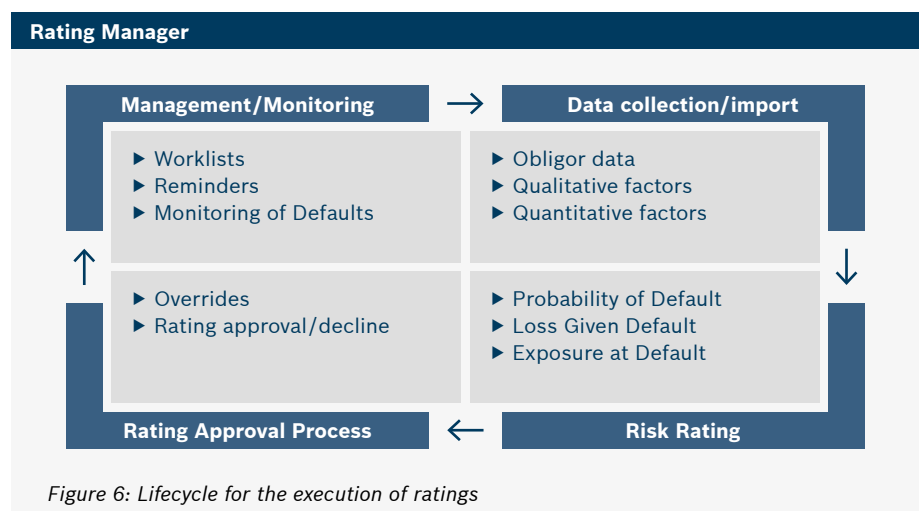 Rating Manager
Management/Monitoring
Data collection/import
Worklists
Reminders
Monitoring of Defaults
Obligor data
Qualitative factors
Quantitative factors
Overrides
Rating approval/decline
Probability of Default
Loss Given Default
Exposure at Default
Rating Approval Process
Risk Rating
Figure 6: Lifecycle for the execution of ratings